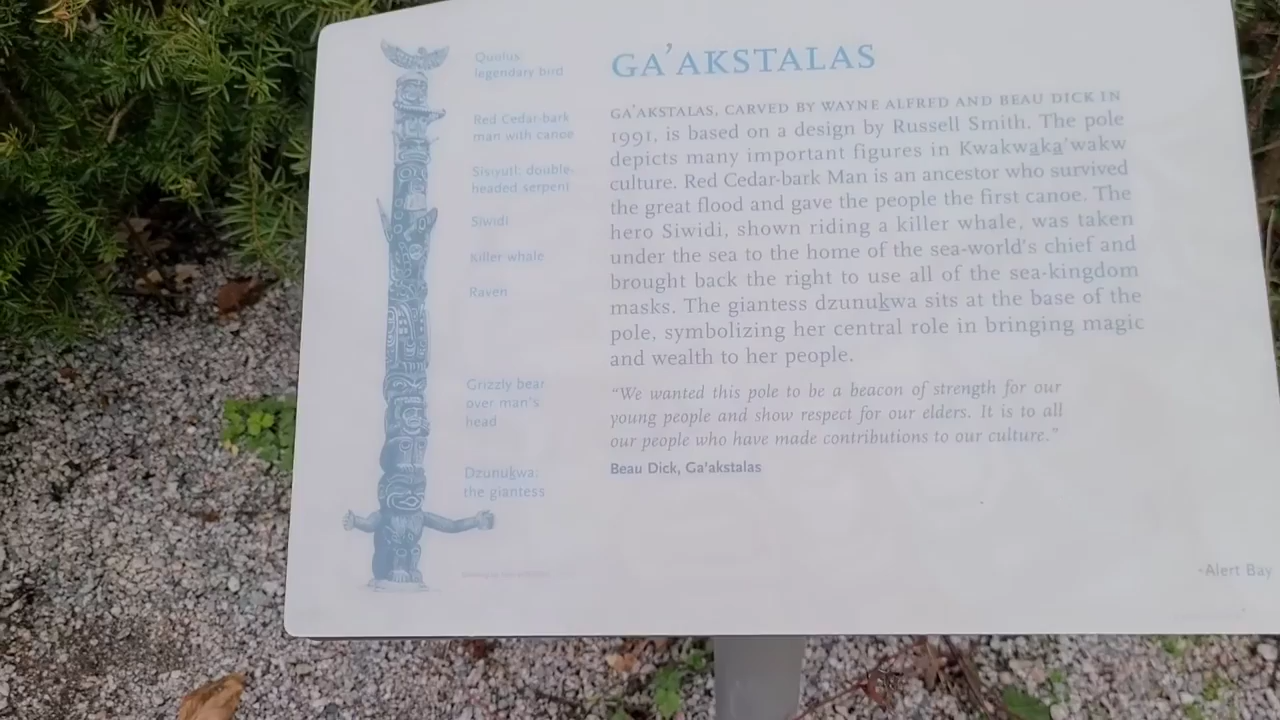 GA'AKSTALAS
GA'AKSTALAS, CARVED BY WAYNE ALFRED AND BEAU DICK IN
1991, is based on a design by Russell Smith. The pole
depicts many important figures in Kwakwa̲ka̲'wakw
culture. Red Cedar-bark Man is an ancestor who survived
the great flood and gave the people the first canoe. The
hero Siwidi, shown riding a killer whale, was taken
under the sea to the home of the sea-world's chief and
brought back the right to use all of the sea-kingdom
masks. The giantess dzunuk̲wa sits at the base of the
pole, symbolizing her central role in bringing magic
and wealth to her people.
"We wanted this pole to be a beacon of strength for our
young people and show respect for our elders. It is to all
our people who have made contributions to our culture."
Beau Dick, Ga'akstalas
Quolus:
legendary bird
Red Cedar-bark
man with canoe
Sisiyutl: double-
headed serpent
Siwidi
Killer whale
Raven
Grizzly bear
over man's
head
Dzunuk̲wa:
the giantess
-Alert Bay